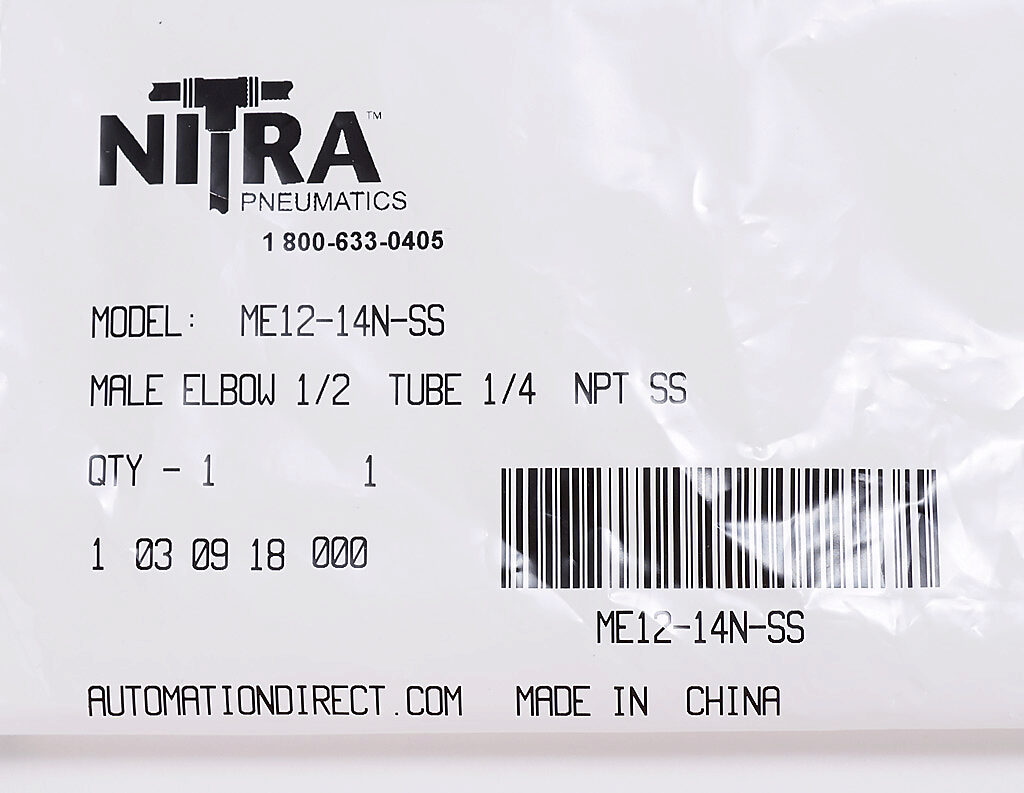 NITRA™
PNEUMATICS
1 800-633-0405
MODEL: ME12-14N-SS
MALE ELBOW 1/2 TUBE 1/4 NPT SS
QTY - 1 1
1 03 09 18 000
ME12-14N-SS
AUTOMATIONDIRECT.COM MADE IN CHINA